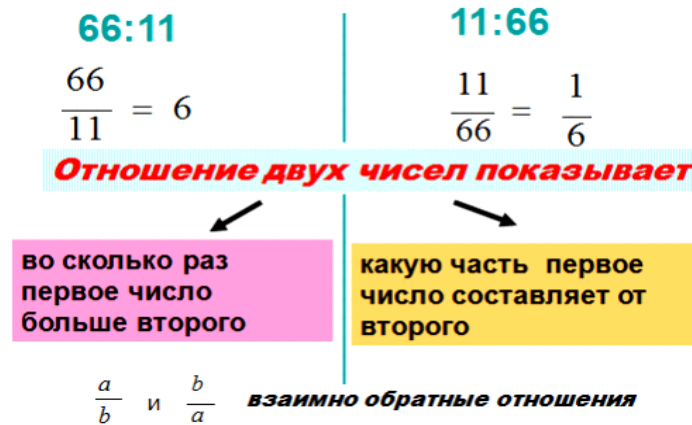 66:11
66/11 = 6
11:66
11/66 = 1/6
Отношение двух чисел показывает
во сколько раз
первое число
больше второго
какую часть первое
число составляет от
второго
a/b и b/a взаимно обратные отношения